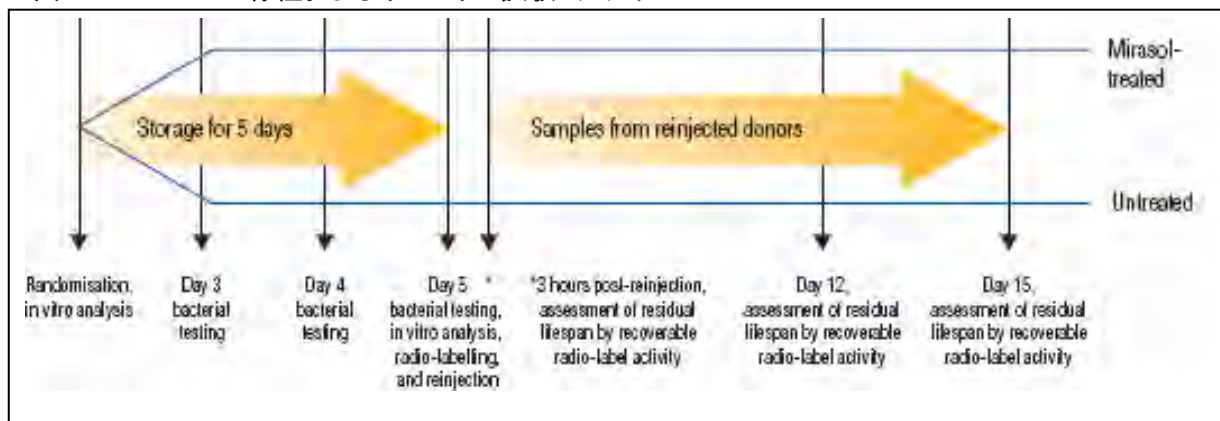 Mirasol-
treated
Storage for 5 days
Samples from reinjected donors
Untreated
Randomisation,
in vitro analysis
Day 3
bacterial
testing
Day 4
bacterial
testing
Day 5 *
bacterial testing,
in vitro analysis,
radio-labelling,
and reinjection
*3 hours post-reinjection,
assessment of residual
lifespan by recoverable
radio-label activity
Day 12,
assessment of residual
lifespan by recoverable
radio-label activity
Day 15,
assessment of residual
lifespan by recoverable
radio-label activity